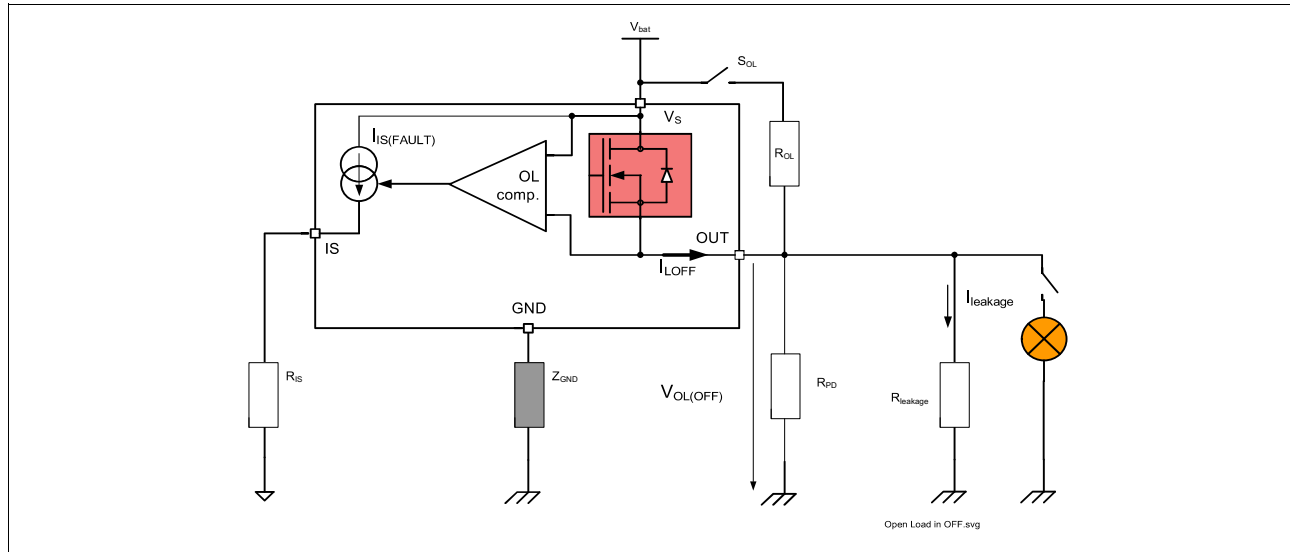 Vbat
SOL
VS
IIS(FAULT)
ROL
OL
comp.
OUT
IS
ILOFF
Ileakage
GND
RIS
ZGND
VOL(OFF)
RPD
Rleakage
Open Load in OFF.svg